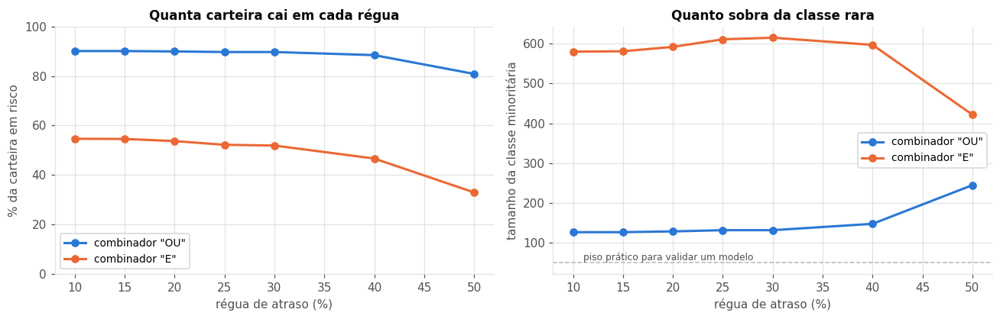 Quanta carteira cai em cada régua
% da carteira em risco
100
80
60
40
20
0
combinador "OU"
combinador "E"
10 15 20 25 30 35 40 45 50
régua de atraso (%)
Quanto sobra da classe rara
tamanho da classe minoritária
600
500
400
300
200
100
combinador "OU"
combinador "E"
piso prático para validar um modelo
10 15 20 25 30 35 40 45 50
régua de atraso (%)